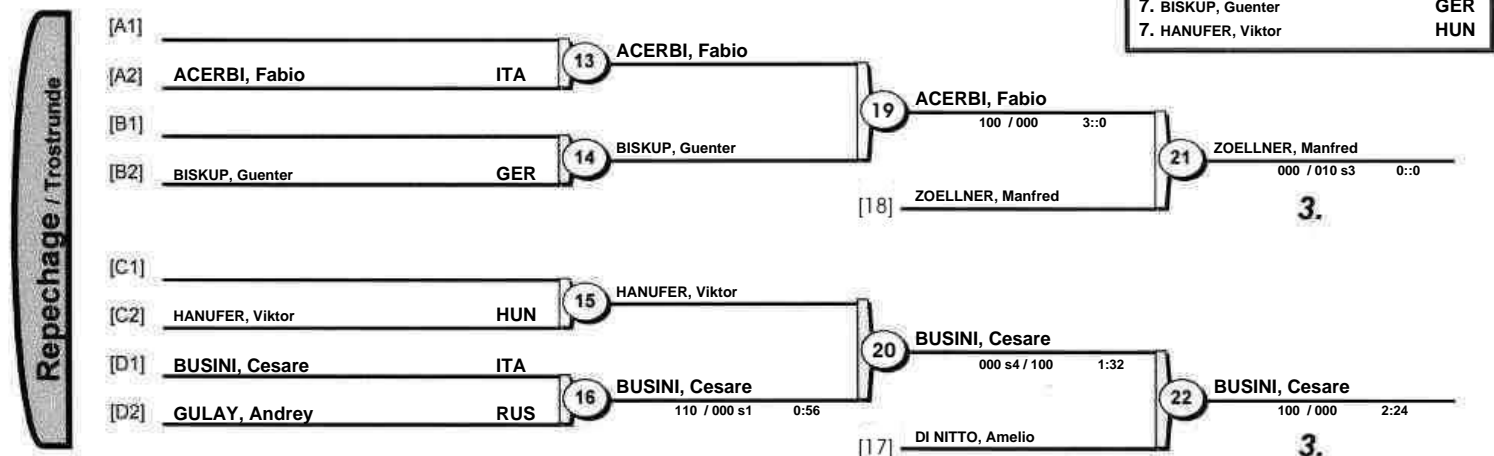 7. BISKUP, Guenter GER
7. HANUFER, Viktor HUN
Repechage / Trostrunde
[A1]
[A2] ACERBI, Fabio ITA
13 ACERBI, Fabio
[B1]
[B2] BISKUP, Guenter GER
14 BISKUP, Guenter
19 ACERBI, Fabio
100 / 000 3::0
[18] ZOELLNER, Manfred
21 ZOELLNER, Manfred
000 / 010 s3 0::0
3.
[C1]
[C2] HANUFER, Viktor HUN
15 HANUFER, Viktor
[D1] BUSINI, Cesare ITA
[D2] GULAY, Andrey RUS
16 BUSINI, Cesare
110 / 000 s1 0:56
20 BUSINI, Cesare
000 s4 / 100 1:32
[17] DI NITTO, Amelio
22 BUSINI, Cesare
100 / 000 2:24
3.